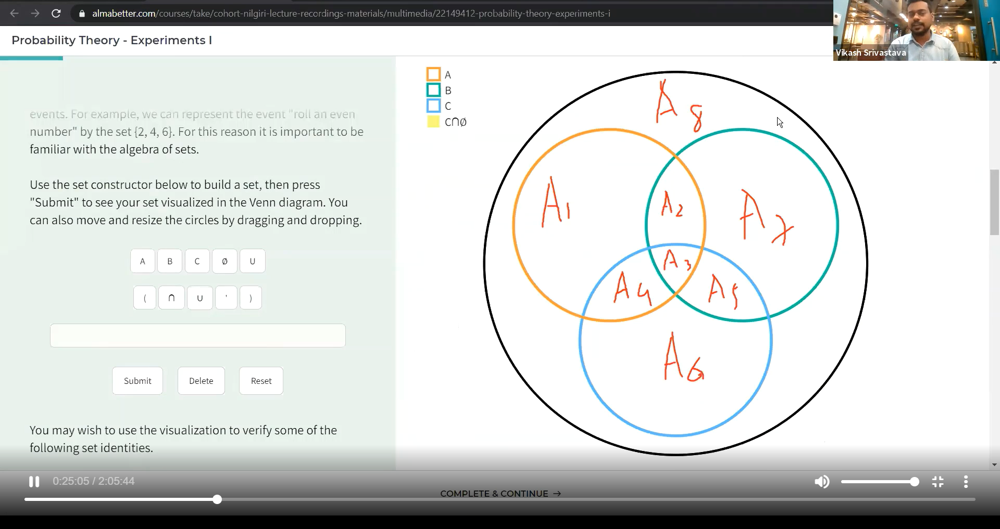 almabetter.com/courses/take/cohort-nilgiri-lecture-recordings-materials/multimedia/22149412-probability-theory-experiments-i
Probability Theory - Experiments I
Vikash Srivastava
events. For example, we can represent the event "roll an even
number" by the set {2, 4, 6}. For this reason it is important to be
familiar with the algebra of sets.
Use the set constructor below to build a set, then press
"Submit" to see your set visualized in the Venn diagram. You
can also move and resize the circles by dragging and dropping.
A B C Ø U
( ∩ ∪ ' )
Submit Delete Reset
You may wish to use the visualization to verify some of the
following set identities.
A
B
C
C∩Ø
A8
A1
A2
A7
A3
A4
A5
A6
0:25:05 / 2:05:44
COMPLETE & CONTINUE →